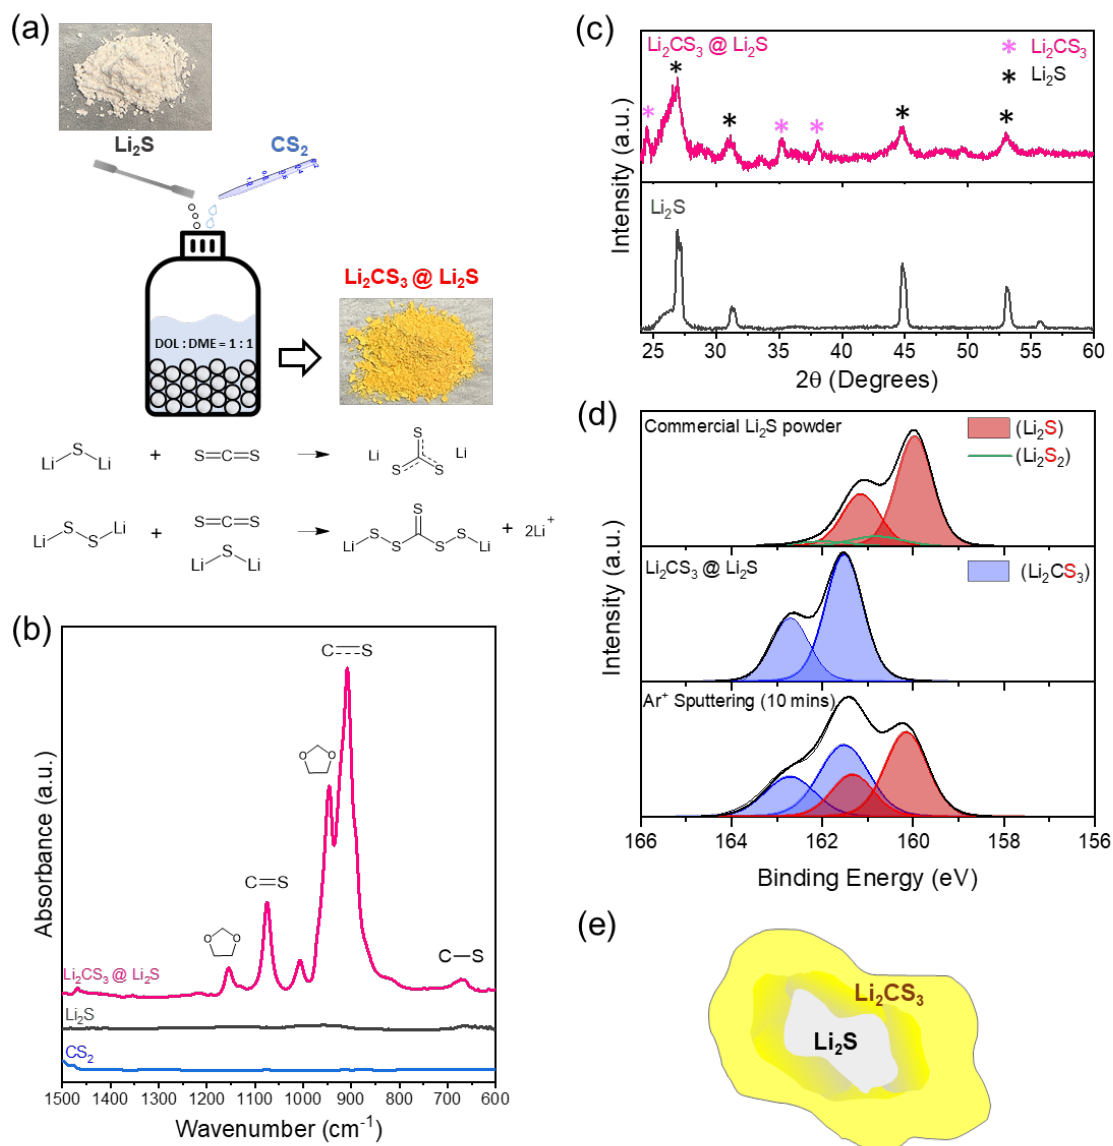 (a)
Li₂S
CS₂
DOL : DME = 1 : 1
Li₂CS₃ @ Li₂S
Li S Li + S=C=S S S S Li Li
Li S S Li + S=C=S Li S Li Li S S S S S Li + 2Li⁺
(b)
Absorbance (a.u.)
C S
O O
C=S
O O
C–S
Li₂CS₃ @ Li₂S
Li₂S
CS₂
1500 1400 1300 1200 1100 1000 900 800 700 600
Wavenumber (cm⁻¹)
(c)
Intensity (a.u.)
Li₂CS₃ @ Li₂S
* Li₂CS₃
* Li₂S
* * * * * * *
Li₂S
25 30 35 40 45 50 55 60
2θ (Degrees)
(d)
Intensity (a.u.)
Commercial Li₂S powder
(Li₂S)
(Li₂S₂)
Li₂CS₃ @ Li₂S
(Li₂CS₃)
Ar⁺ Sputtering (10 mins)
166 164 162 160 158 156
Binding Energy (eV)
(e)
Li₂CS₃
Li₂S